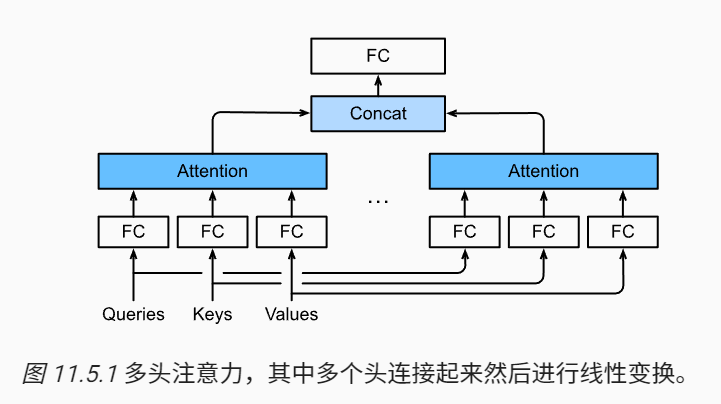 FC
Concat
Attention
Attention
...
FC
FC
FC
FC
FC
FC
Queries
Keys
Values
图 11.5.1 多头注意力，其中多个头连接起来然后进行线性变换。